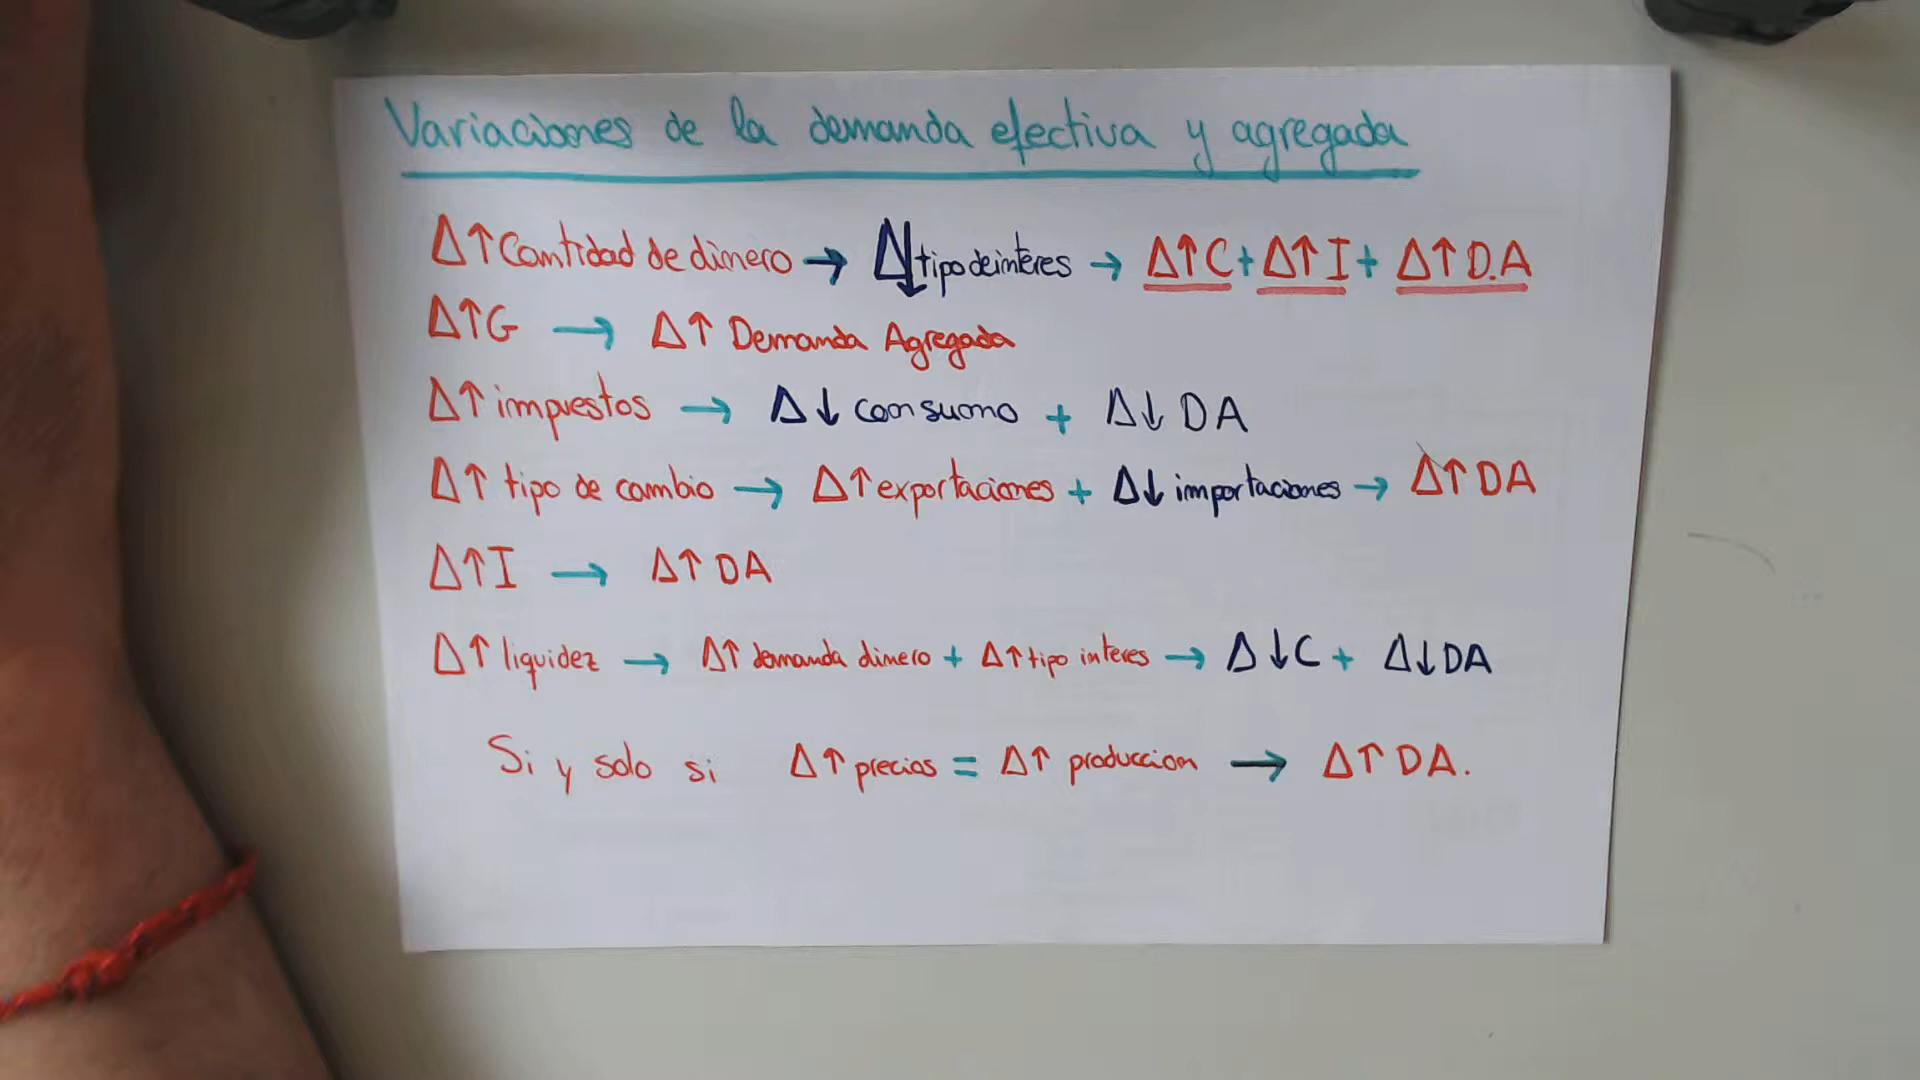 Variaciones de la demanda efectiva y agregada
Δ↑ Cantidad de dinero → Δ↓ tipo de interes → Δ↑C + Δ↑I + Δ↑D.A
Δ↑G → Δ↑ Demanda Agregada
Δ↑ impuestos → Δ↓ consumo + Δ↓ DA
Δ↑ tipo de cambio → Δ↑ exportaciones + Δ↓ importaciones → Δ↑ DA
Δ↑I → Δ↑ DA
Δ↑ liquidez → Δ↑ demanda dinero + Δ↑ tipo interes → Δ↓C + Δ↓DA
Si y solo si Δ↑ precios = Δ↑ produccion → Δ↑ DA.